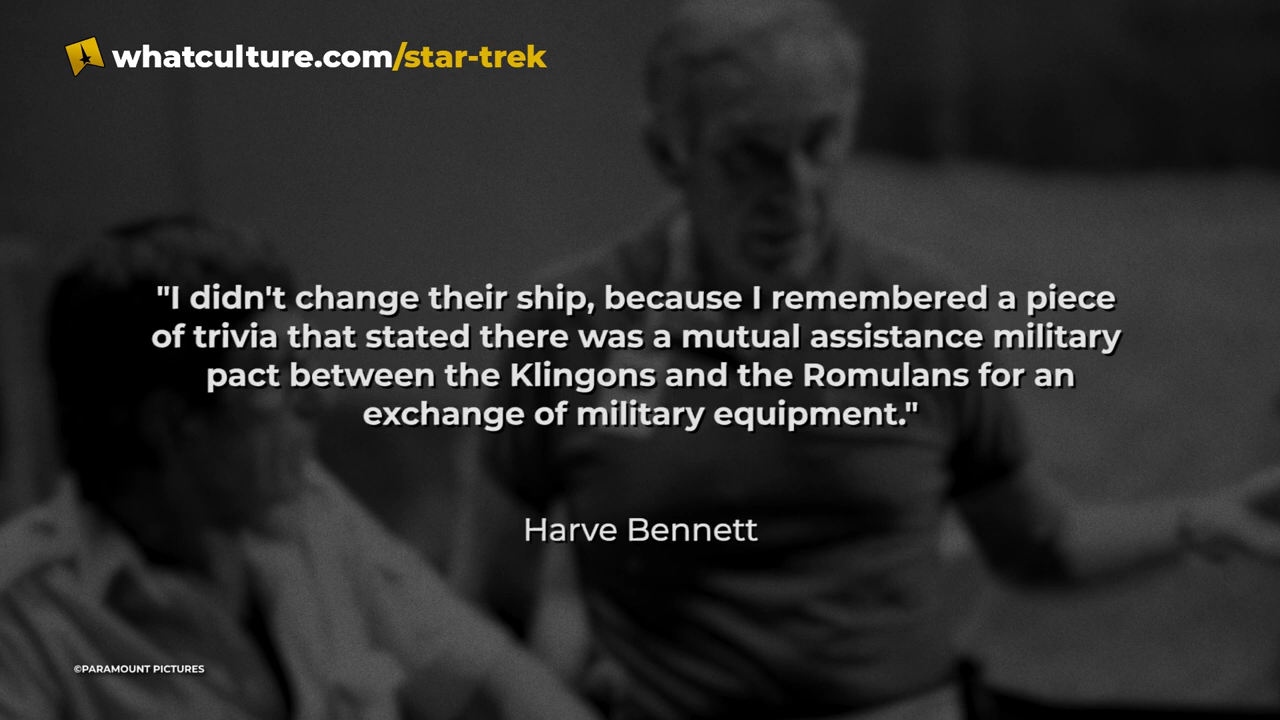 whatculture.com/star-trek
"I didn't change their ship, because I remembered a piece
of trivia that stated there was a mutual assistance military
pact between the Klingons and the Romulans for an
exchange of military equipment."
Harve Bennett
©PARAMOUNT PICTURES